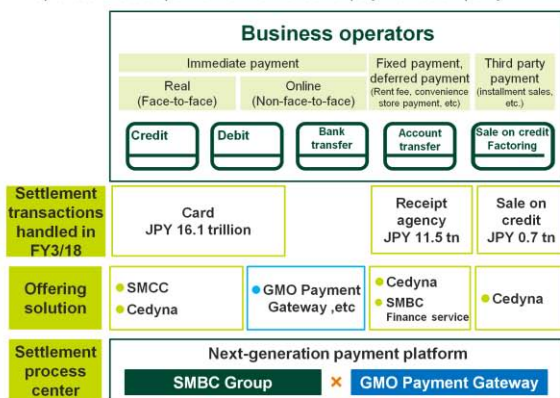 Business operators
Immediate payment
Fixed payment,
deferred payment
(Rent fee, convenience
store payment, etc)
Third party
payment
(installment sales,
etc.)
Real
(Face-to-face)
Online
(Non-face-to-face)
Credit
Debit
Bank
transfer
Account
transfer
Sale on credit
Factoring
Settlement
transactions
handled in
FY3/18
Card
JPY 16.1 trillion
Receipt
agency
JPY 11.5 tn
Sale on
credit
JPY 0.7 tn
Offering
solution
SMCC
Cedyna
GMO Payment
Gateway ,etc
Cedyna
SMBC
Finance service
Cedyna
Settlement
process
center
Next-generation payment platform
SMBC Group
×
GMO Payment Gateway